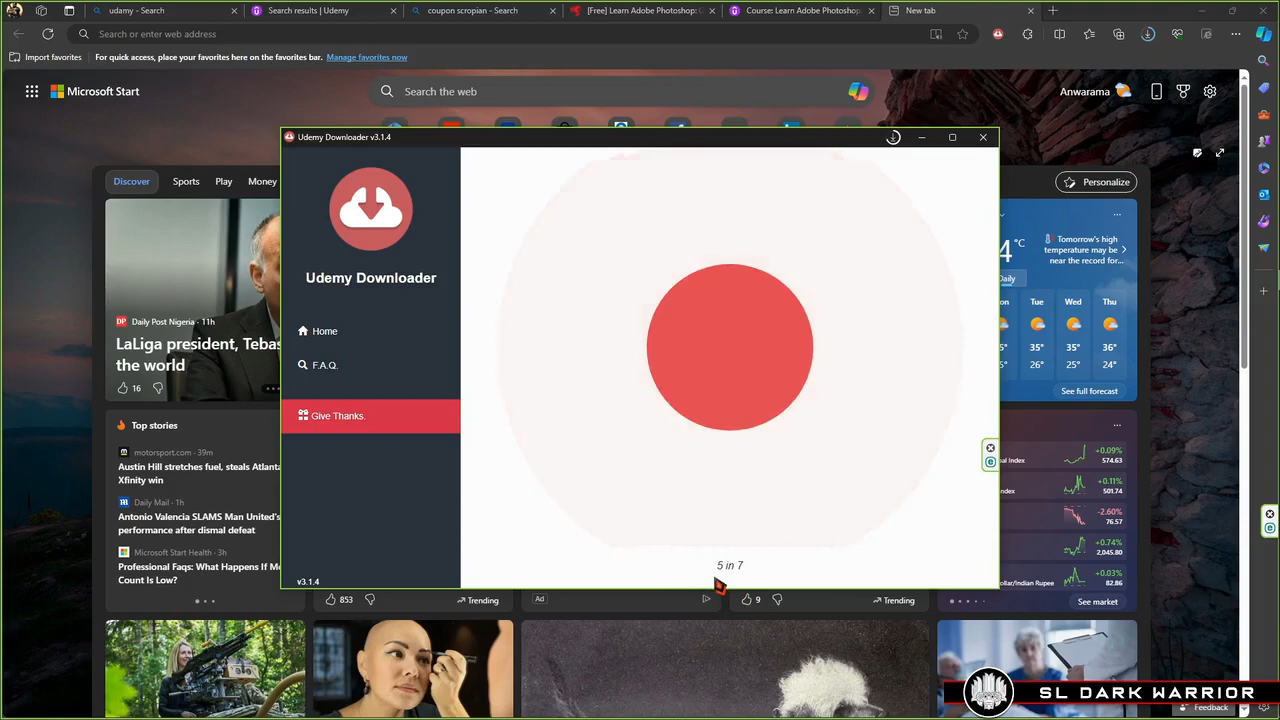 udamy - Search
Search results | Udemy
coupon scropian - Search
[Free] Learn Adobe Photoshop: C
Course: Learn Adobe Photoshop:
New tab
Search or enter web address
Import favorites
For quick access, place your favorites here on the favorites bar. Manage favorites now
Microsoft Start
Search the web
Anwarama
Discover
Sports
Play
Money
Personalize
Udemy Downloader v3.1.4
Udemy Downloader
Home
F.A.Q.
Give Thanks.
v3.1.4
5 in 7
DP
Daily Post Nigeria · 11h
LaLiga president, Tebas
the world
16
Top stories
motorsport.com · 39m
Austin Hill stretches fuel, steals Atlanta
Xfinity win
Daily Mail · 1h
Antonio Valencia SLAMS Man United's
performance after dismal defeat
Microsoft Start Health · 3h
Professional Faqs: What Happens If My
Count Is Low?
853
Trending
Ad
9
Trending
4
°C
Tomorrow's high
temperature may be
near the record for...
Daily
on
Tue
Wed
Thu
35°
35°
36°
26°
25°
24°
See full forecast
+0.09%
574.63
+0.11%
501.74
-2.60%
76.57
+0.74%
2,045.80
+0.03%
82.86
See market
Feedback
SL DARK WARRIOR